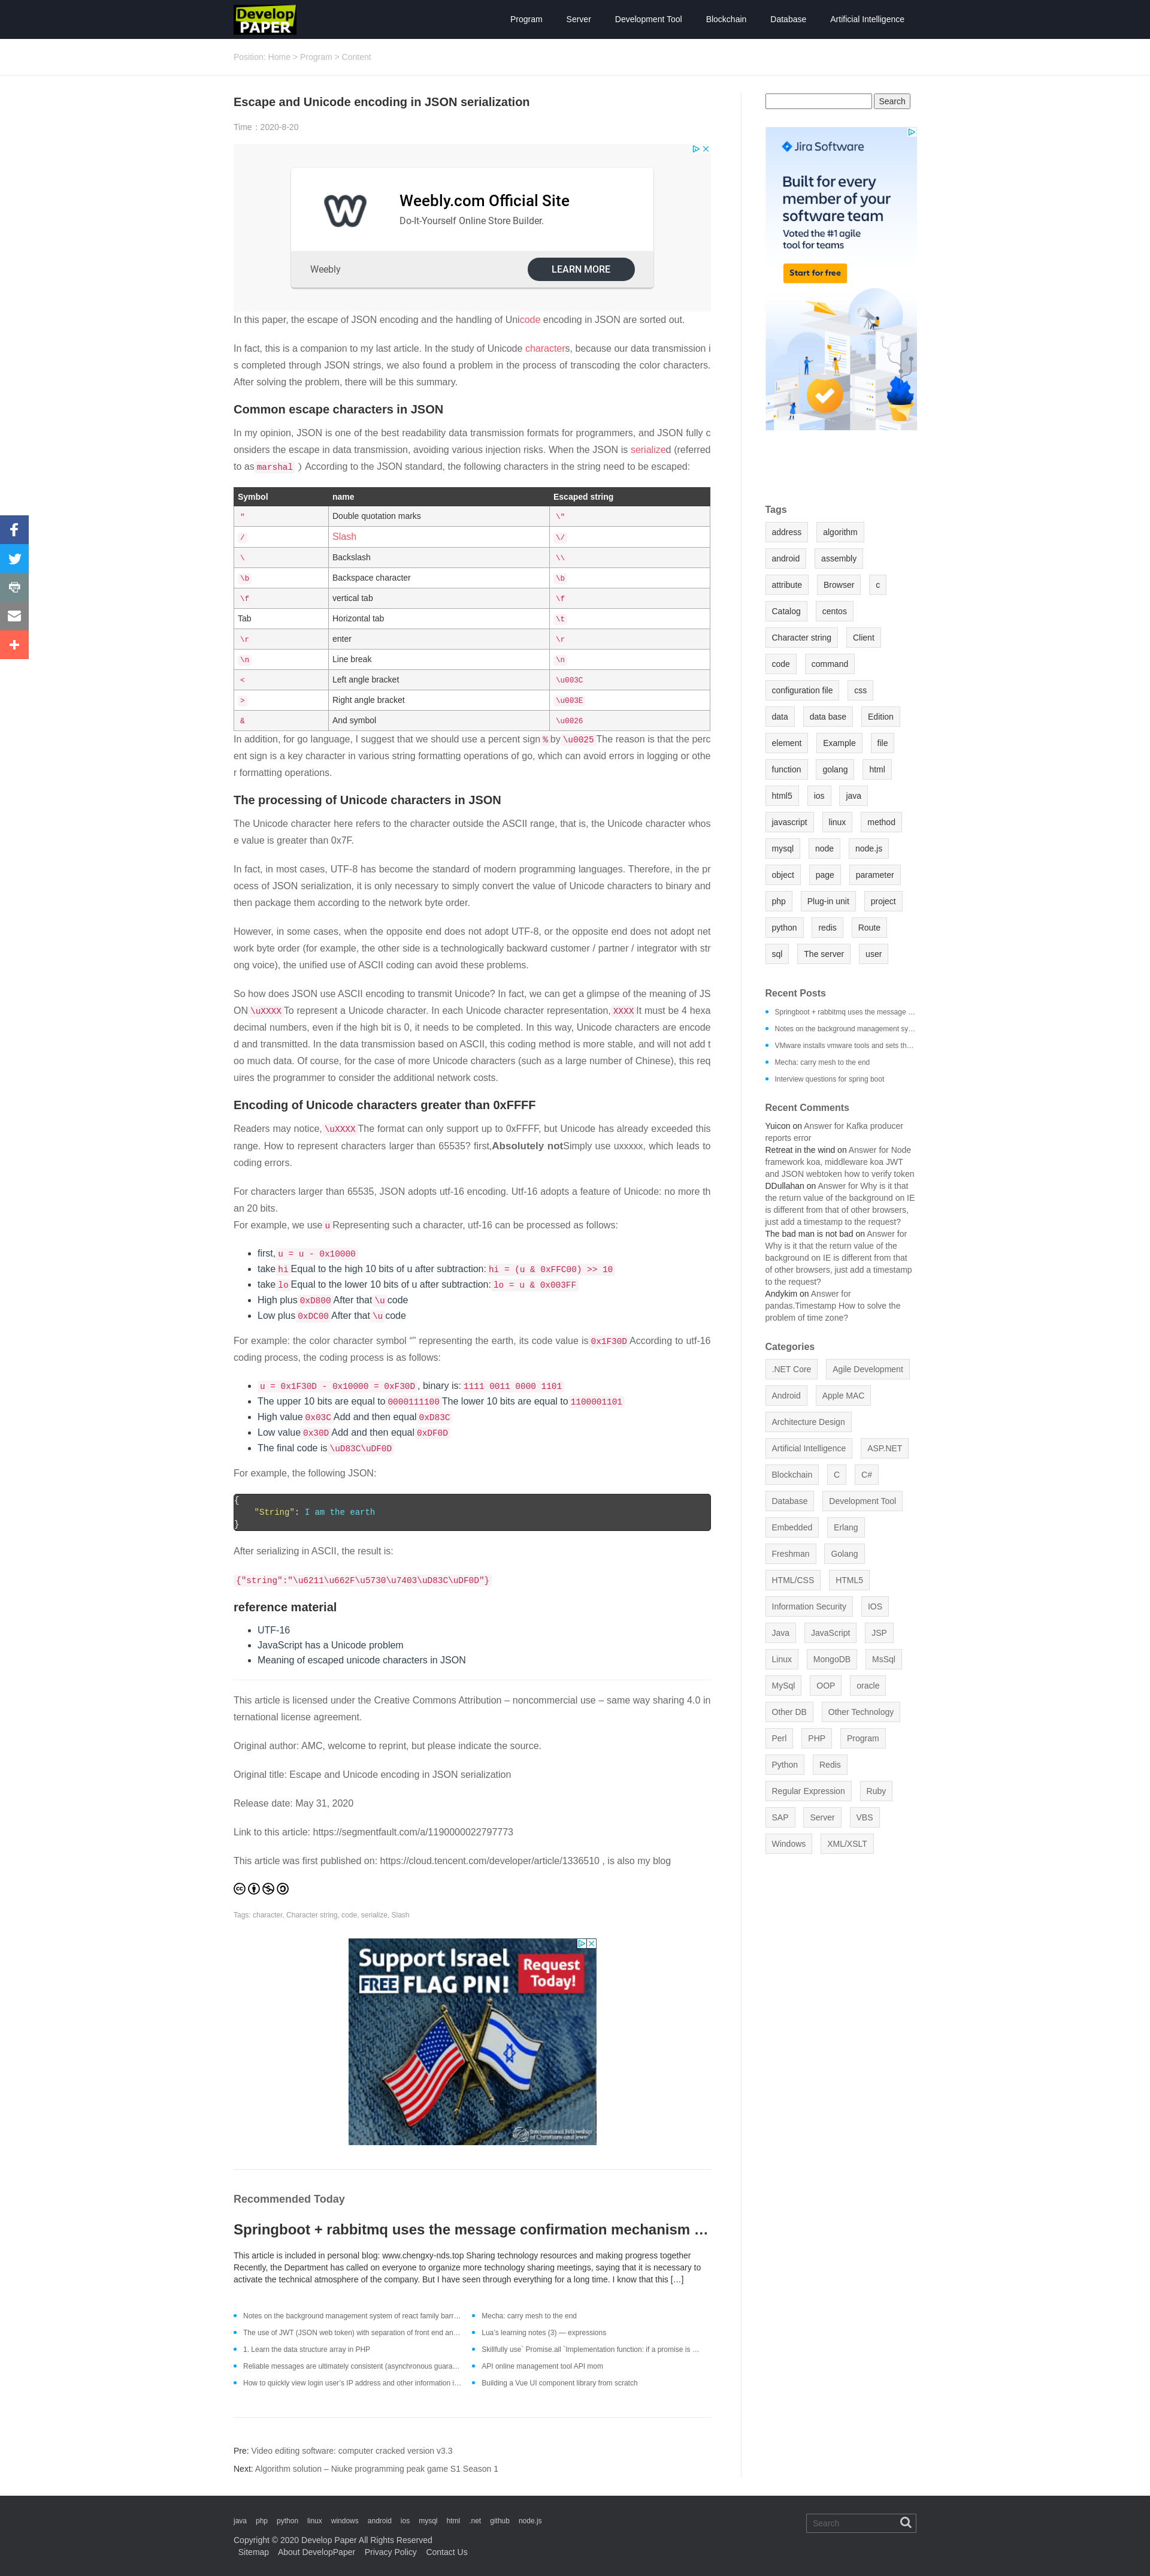 Develop
PAPER
Program
Server
Development Tool
Blockchain
Database
Artificial Intelligence
Position: Home > Program > Content
Escape and Unicode encoding in JSON serialization
Time：2020-8-20
Weebly.com Official Site
Do-It-Yourself Online Store Builder.
Weebly
LEARN MORE
In this paper, the escape of JSON encoding and the handling of Unicode encoding in JSON are sorted out.
In fact, this is a companion to my last article. In the study of Unicode characters, because our data transmission i
s completed through JSON strings, we also found a problem in the process of transcoding the color characters.
After solving the problem, there will be this summary.
Common escape characters in JSON
In my opinion, JSON is one of the best readability data transmission formats for programmers, and JSON fully c
onsiders the escape in data transmission, avoiding various injection risks. When the JSON is serialized (referred
to as marshal ) According to the JSON standard, the following characters in the string need to be escaped:
Symbol name Escaped string
" Double quotation marks \"
/ Slash \/
\ Backslash \\
\b Backspace character \b
\f vertical tab \f
Tab Horizontal tab \t
\r enter \r
\n Line break \n
< Left angle bracket \u003C
> Right angle bracket \u003E
& And symbol \u0026
In addition, for go language, I suggest that we should use a percent sign % by \u0025 The reason is that the perc
ent sign is a key character in various string formatting operations of go, which can avoid errors in logging or othe
r formatting operations.
The processing of Unicode characters in JSON
The Unicode character here refers to the character outside the ASCII range, that is, the Unicode character whos
e value is greater than 0x7F.
In fact, in most cases, UTF-8 has become the standard of modern programming languages. Therefore, in the pr
ocess of JSON serialization, it is only necessary to simply convert the value of Unicode characters to binary and
then package them according to the network byte order.
However, in some cases, when the opposite end does not adopt UTF-8, or the opposite end does not adopt net
work byte order (for example, the other side is a technologically backward customer / partner / integrator with str
ong voice), the unified use of ASCII coding can avoid these problems.
So how does JSON use ASCII encoding to transmit Unicode? In fact, we can get a glimpse of the meaning of JS
ON \uXXXX To represent a Unicode character. In each Unicode character representation, XXXX It must be 4 hexa
decimal numbers, even if the high bit is 0, it needs to be completed. In this way, Unicode characters are encode
d and transmitted. In the data transmission based on ASCII, this coding method is more stable, and will not add t
oo much data. Of course, for the case of more Unicode characters (such as a large number of Chinese), this req
uires the programmer to consider the additional network costs.
Encoding of Unicode characters greater than 0xFFFF
Readers may notice, \uXXXX The format can only support up to 0xFFFF, but Unicode has already exceeded this
range. How to represent characters larger than 65535? first,Absolutely notSimply use uxxxxx, which leads to
coding errors.
For characters larger than 65535, JSON adopts utf-16 encoding. Utf-16 adopts a feature of Unicode: no more th
an 20 bits.
For example, we use u Representing such a character, utf-16 can be processed as follows:
first, u = u - 0x10000
take hi Equal to the high 10 bits of u after subtraction: hi = (u & 0xFFC00) >> 10
take lo Equal to the lower 10 bits of u after subtraction: lo = u & 0x003FF
High plus 0xD800 After that \u code
Low plus 0xDC00 After that \u code
For example: the color character symbol "" representing the earth, its code value is 0x1F30D According to utf-16
coding process, the coding process is as follows:
u = 0x1F30D - 0x10000 = 0xF30D , binary is: 1111 0011 0000 1101
The upper 10 bits are equal to 0000111100 The lower 10 bits are equal to 1100001101
High value 0x03C Add and then equal 0xD83C
Low value 0x30D Add and then equal 0xDF0D
The final code is \uD83C\uDF0D
For example, the following JSON:
{
"String": I am the earth
}
After serializing in ASCII, the result is:
{"string":"\u6211\u662F\u5730\u7403\uD83C\uDF0D"}
reference material
UTF-16
JavaScript has a Unicode problem
Meaning of escaped unicode characters in JSON
This article is licensed under the Creative Commons Attribution – noncommercial use – same way sharing 4.0 in
ternational license agreement.
Original author: AMC, welcome to reprint, but please indicate the source.
Original title: Escape and Unicode encoding in JSON serialization
Release date: May 31, 2020
Link to this article: https://segmentfault.com/a/1190000022797773
This article was first published on: https://cloud.tencent.com/developer/article/1336510 , is also my blog
Tags: character, Character string, code, serialize, Slash
Support Israel
FREE FLAG PIN!
Request
Today!
International Fellowship
of Christians and Jews
Recommended Today
Springboot + rabbitmq uses the message confirmation mechanism …
This article is included in personal blog: www.chengxy-nds.top Sharing technology resources and making progress together
Recently, the Department has called on everyone to organize more technology sharing meetings, saying that it is necessary to
activate the technical atmosphere of the company. But I have seen through everything for a long time. I know that this […]
Notes on the background management system of react family barr…
The use of JWT (JSON web token) with separation of front end an…
1. Learn the data structure array in PHP
Reliable messages are ultimately consistent (asynchronous guara…
How to quickly view login user's IP address and other information i…
Mecha: carry mesh to the end
Lua's learning notes (3) — expressions
Skillfully use` Promise.all `Implementation function: if a promise is …
API online management tool API mom
Building a Vue UI component library from scratch
Pre: Video editing software: computer cracked version v3.3
Next: Algorithm solution – Niuke programming peak game S1 Season 1
Search
Jira Software
Built for every
member of your
software team
Voted the #1 agile
tool for teams
Start for free
Tags
address algorithm
android assembly
attribute Browser c
Catalog centos
Character string Client
code command
configuration file css
data data base Edition
element Example file
function golang html
html5 ios java
javascript linux method
mysql node node.js
object page parameter
php Plug-in unit project
python redis Route
sql The server user
Recent Posts
Springboot + rabbitmq uses the message …
Notes on the background management sy…
VMware installs vmware tools and sets th…
Mecha: carry mesh to the end
Interview questions for spring boot
Recent Comments
Yuicon on Answer for Kafka producer
reports error
Retreat in the wind on Answer for Node
framework koa, middleware koa JWT
and JSON webtoken how to verify token
DDullahan on Answer for Why is it that
the return value of the background on IE
is different from that of other browsers,
just add a timestamp to the request?
The bad man is not bad on Answer for
Why is it that the return value of the
background on IE is different from that
of other browsers, just add a timestamp
to the request?
Andykim on Answer for
pandas.Timestamp How to solve the
problem of time zone?
Categories
.NET Core Agile Development
Android Apple MAC
Architecture Design
Artificial Intelligence ASP.NET
Blockchain C C#
Database Development Tool
Embedded Erlang
Freshman Golang
HTML/CSS HTML5
Information Security IOS
Java JavaScript JSP
Linux MongoDB MsSql
MySql OOP oracle
Other DB Other Technology
Perl PHP Program
Python Redis
Regular Expression Ruby
SAP Server VBS
Windows XML/XSLT
java php python linux windows android ios mysql html .net github node.js
Copyright © 2020 Develop Paper All Rights Reserved
Sitemap About DevelopPaper Privacy Policy Contact Us
Search